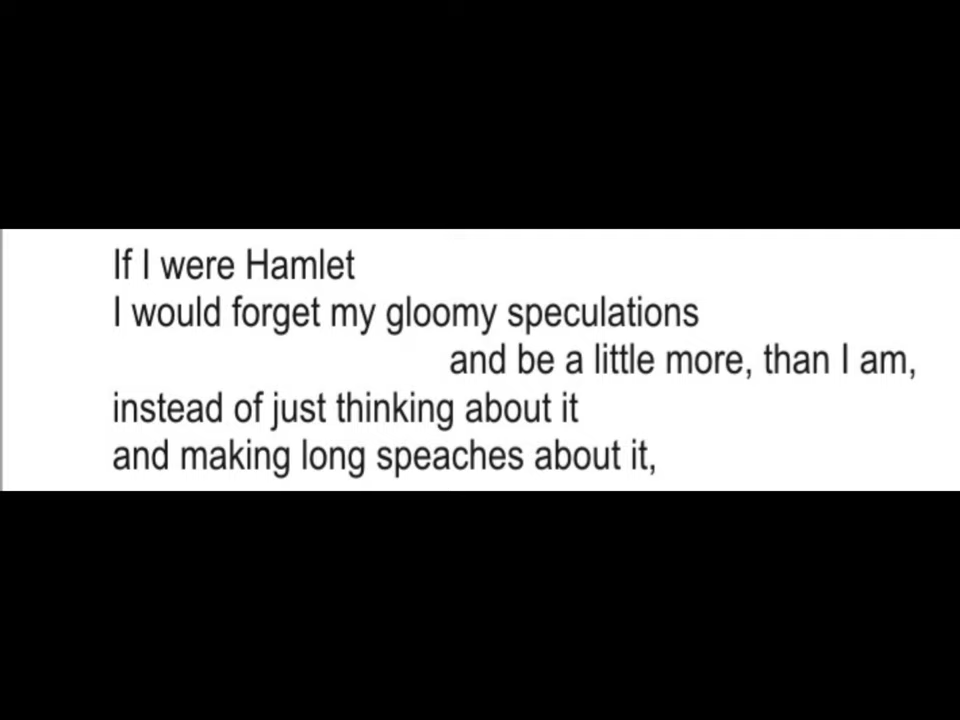 If I were Hamlet
I would forget my gloomy speculations
and be a little more, than I am,
instead of just thinking about it
and making long speaches about it,